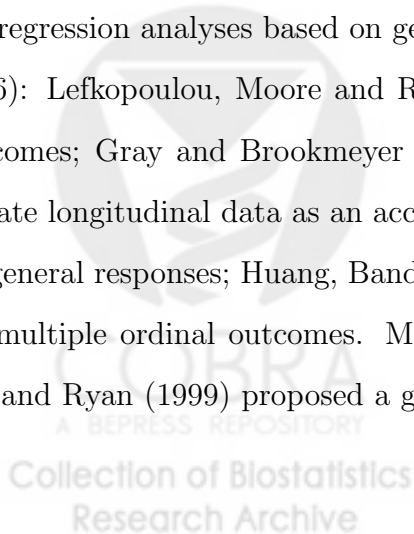 regression analyses based on ge
6): Lefkopoulou, Moore and R
comes; Gray and Brookmeyer
ate longitudinal data as an acc
general responses; Huang, Band
multiple ordinal outcomes. M
and Ryan (1999) proposed a g
COBRA
A BEPRESS REPOSITORY
Collection of Biostatistics
Research Archive